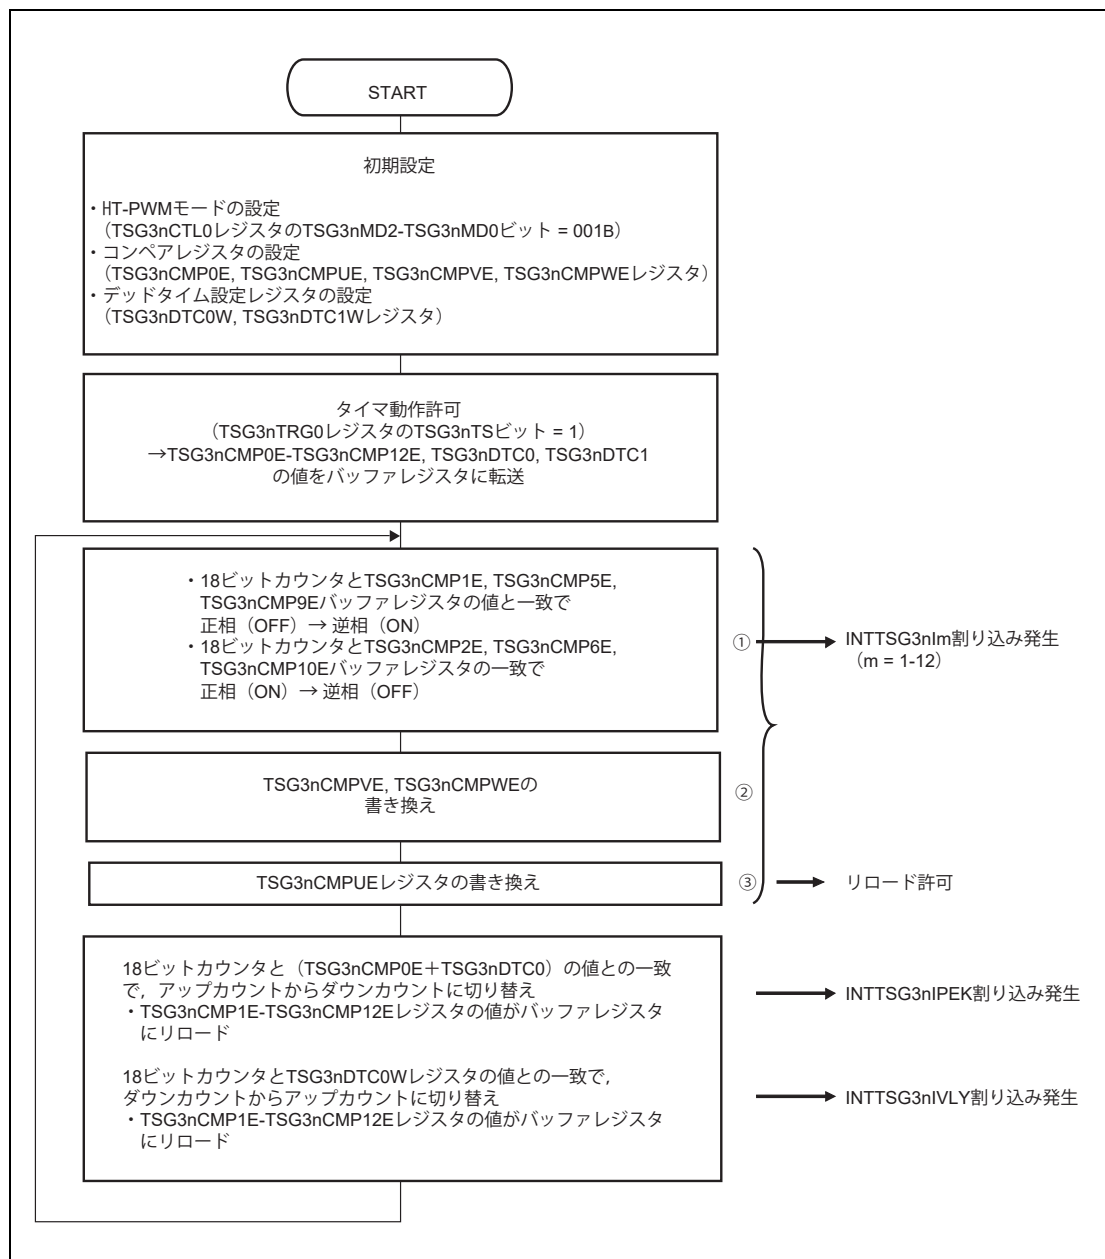 START
初期設定
・HT-PWMモードの設定
（TSG3nCTL0レジスタのTSG3nMD2-TSG3nMD0ビット = 001B）
・コンペアレジスタの設定
（TSG3nCMP0E, TSG3nCMPUE, TSG3nCMPVE, TSG3nCMPWEレジスタ）
・デッドタイム設定レジスタの設定
（TSG3nDTC0W, TSG3nDTC1Wレジスタ）
タイマ動作許可
（TSG3nTRG0レジスタのTSG3nTSビット = 1）
→TSG3nCMP0E-TSG3nCMP12E, TSG3nDTC0, TSG3nDTC1
の値をバッファレジスタに転送
・18ビットカウンタとTSG3nCMP1E, TSG3nCMP5E,
TSG3nCMP9Eバッファレジスタの値と一致で
正相（OFF）→ 逆相（ON）
・18ビットカウンタとTSG3nCMP2E, TSG3nCMP6E,
TSG3nCMP10Eバッファレジスタの一致で
正相（ON）→ 逆相（OFF）
①
INTTSG3nIm割り込み発生
（m = 1-12）
TSG3nCMPVE, TSG3nCMPWEの
書き換え
②
TSG3nCMPUEレジスタの書き換え
③
リロード許可
18ビットカウンタと（TSG3nCMP0E＋TSG3nDTC0）の値との一致
で，アップカウントからダウンカウントに切り替え
・TSG3nCMP1E-TSG3nCMP12Eレジスタの値がバッファレジスタ
にリロード
INTTSG3nIPEK割り込み発生
18ビットカウンタとTSG3nDTC0Wレジスタの値との一致で，
ダウンカウントからアップカウントに切り替え
・TSG3nCMP1E-TSG3nCMP12Eレジスタの値がバッファレジスタ
にリロード
INTTSG3nIVLY割り込み発生